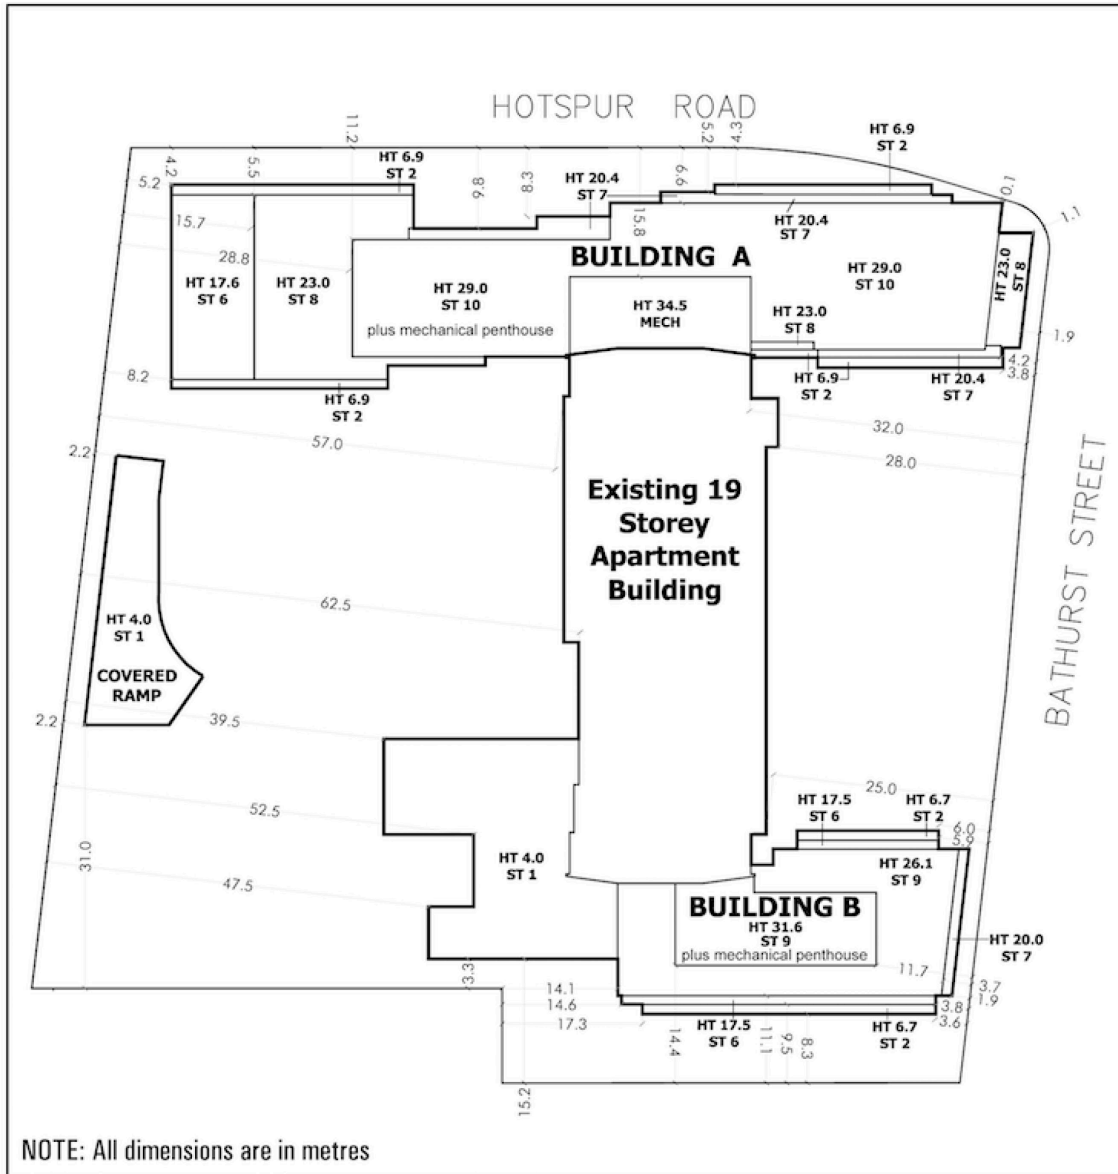 HOTSPUR ROAD
11.2
5.2
4.3
HT 6.9
ST 2
4.2
5.5
HT 6.9
ST 2
9.8
8.3
HT 20.4
ST 7
9.9
0.1
5.2
1.1
15.7
15.8
HT 20.4
ST 7
28.8
BUILDING A
HT 23.0
ST 8
HT 17.6
ST 6
HT 23.0
ST 8
HT 29.0
ST 10
plus mechanical penthouse
HT 34.5
MECH
HT 29.0
ST 10
HT 23.0
ST 8
1.9
4.2
3.8
8.2
HT 6.9
ST 2
HT 6.9
ST 2
HT 20.4
ST 7
57.0
32.0
28.0
2.2
Existing 19
Storey
Apartment
Building
BATHURST STREET
62.5
HT 4.0
ST 1
COVERED
RAMP
2.2
39.5
52.5
25.0
HT 17.5
ST 6
HT 6.7
ST 2
6.0
5.9
31.0
47.5
HT 4.0
ST 1
HT 26.1
ST 9
BUILDING B
HT 31.6
ST 9
plus mechanical penthouse
HT 20.0
ST 7
11.7
3.3
14.1
14.6
17.3
3.7
1.9
3.8
3.6
HT 17.5
ST 6
HT 6.7
ST 2
14.4
11.1
9.5
8.3
15.2
NOTE: All dimensions are in metres